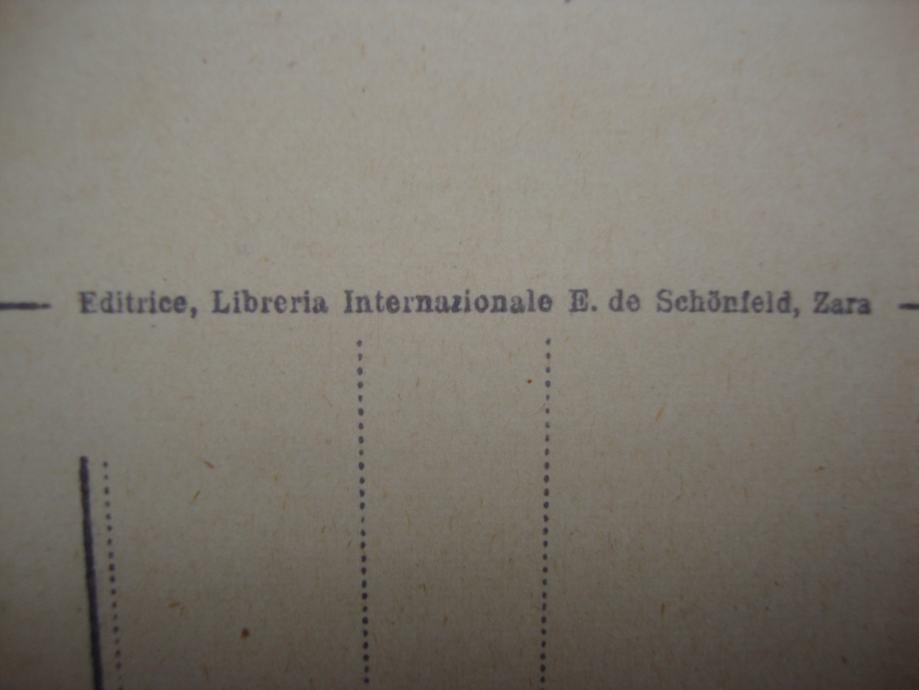 Editrice, Libreria Internazionale E. de Schönfeld, Zara